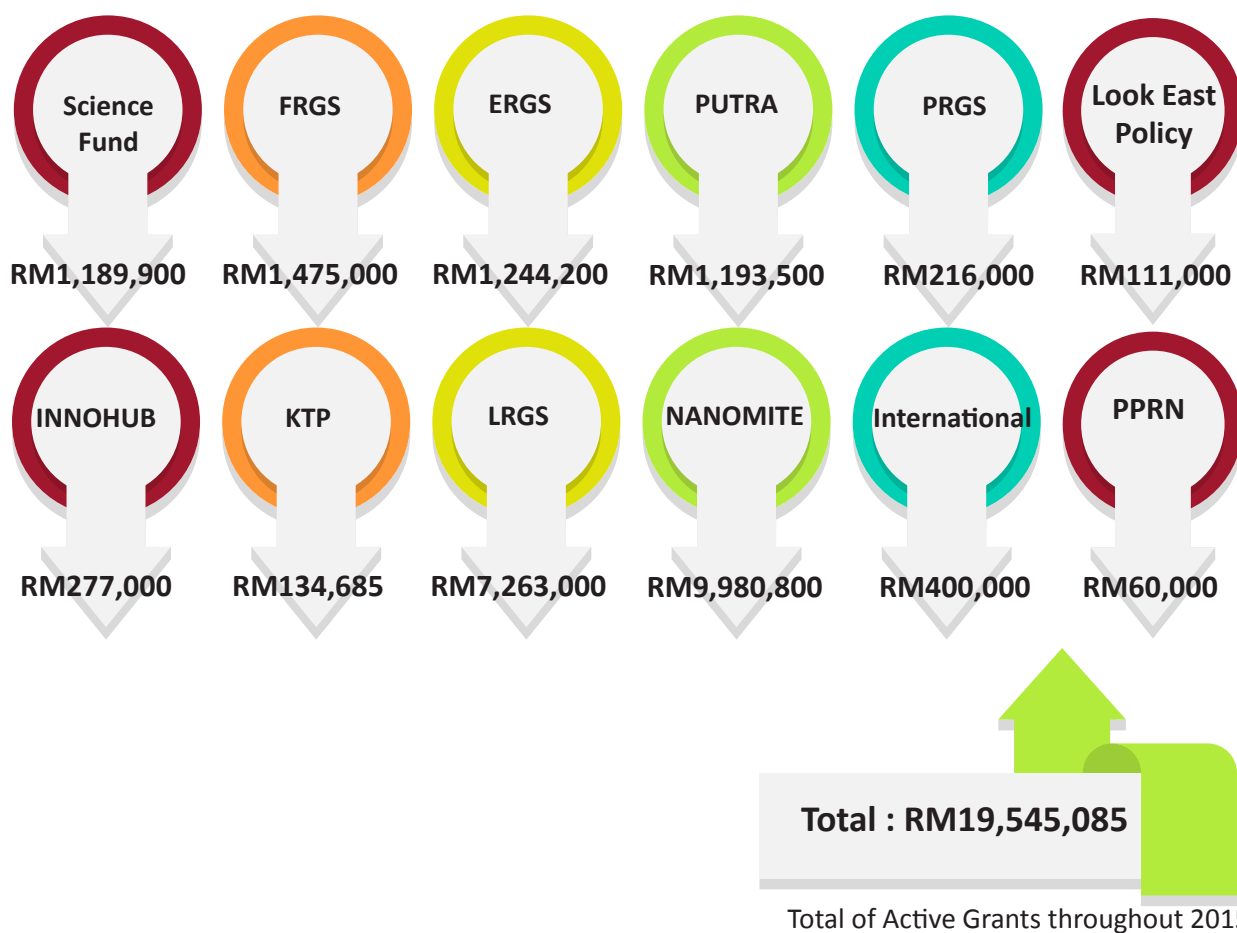 Science
Fund
FRGS
ERGS
PUTRA
PRGS
Look East
Policy
RM1,189,900
RM1,475,000
RM1,244,200
RM1,193,500
RM216,000
RM111,000
INNOHUB
KTP
LRGS
NANOMITE
International
PPRN
RM277,000
RM134,685
RM7,263,000
RM9,980,800
RM400,000
RM60,000
Total : RM19,545,085
Total of Active Grants throughout 2015